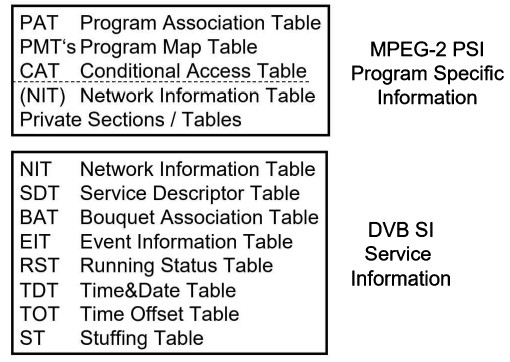 PAT Program Association Table
PMT‘s Program Map Table
CAT Conditional Access Table
(NIT) Network Information Table
Private Sections / Tables
MPEG-2 PSI
Program Specific
Information
NIT Network Information Table
SDT Service Descriptor Table
BAT Bouquet Association Table
EIT Event Information Table
RST Running Status Table
TDT Time&Date Table
TOT Time Offset Table
ST Stuffing Table
DVB SI
Service
Information